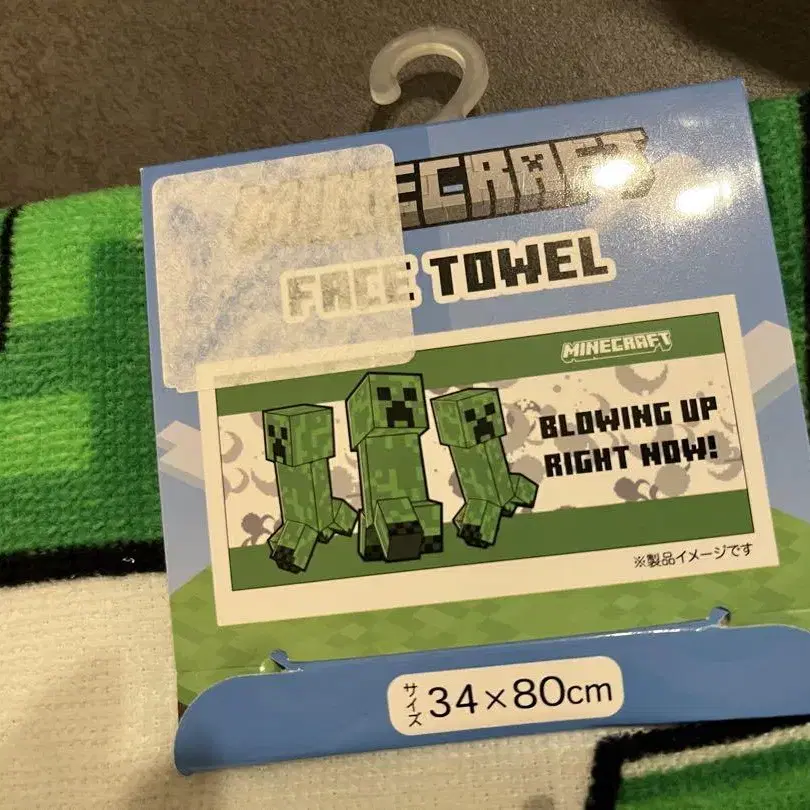 MINECRAFT
FACE TOWEL
MINECRAFT
BLOWING UP
RIGHT NOW!
※製品イメージです
サイズ 34×80cm